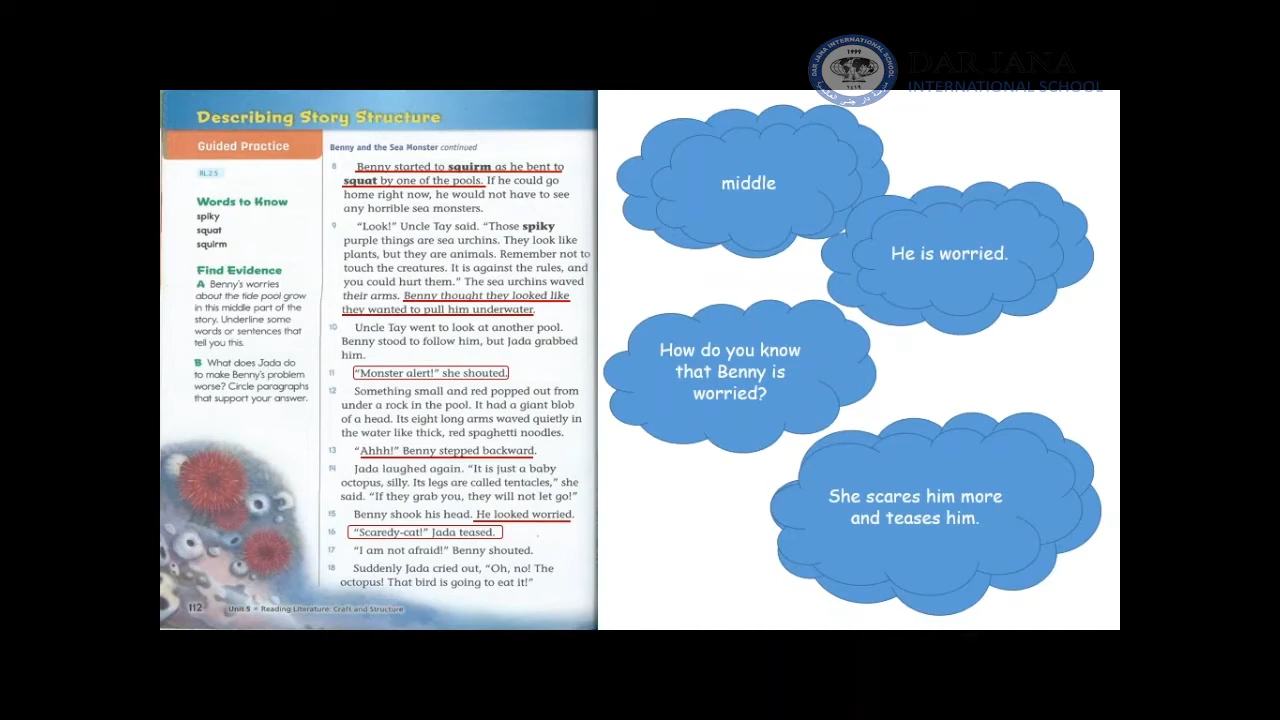 DAR JANA
INTERNATIONAL SCHOOL
DAR JANA INTERNATIONAL SCHOOL
1999
Describing Story Structure
Guided Practice
RL.2.5
Words to Know
spiky
squat
squirm
Find Evidence
A Benny's worries
about the tide pool grow
in this middle part of the
story. Underline some
words or sentences that
tell you this.
B What does Jada do
to make Benny's problem
worse? Circle paragraphs
that support your answer.
Benny and the Sea Monster continued
8 Benny started to squirm as he bent to
squat by one of the pools. If he could go
home right now, he would not have to see
any horrible sea monsters.
9 “Look!” Uncle Tay said. “Those spiky
purple things are sea urchins. They look like
plants, but they are animals. Remember not to
touch the creatures. It is against the rules, and
you could hurt them.” The sea urchins waved
their arms. Benny thought they looked like
they wanted to pull him underwater.
10 Uncle Tay went to look at another pool.
Benny stood to follow him, but Jada grabbed
him.
11 “Monster alert!” she shouted.
12 Something small and red popped out from
under a rock in the pool. It had a giant blob
of a head. Its eight long arms waved quietly in
the water like thick, red spaghetti noodles.
13 “Ahhh!” Benny stepped backward.
14 Jada laughed again. “It is just a baby
octopus, silly. Its legs are called tentacles,” she
said. “If they grab you, they will not let go!”
15 Benny shook his head. He looked worried.
16 “Scaredy-cat!” Jada teased.
17 “I am not afraid!” Benny shouted.
18 Suddenly Jada cried out, “Oh, no! The
octopus! That bird is going to eat it!”
112 Unit 5 • Reading Literature: Craft and Structure
middle
He is worried.
How do you know
that Benny is
worried?
She scares him more
and teases him.